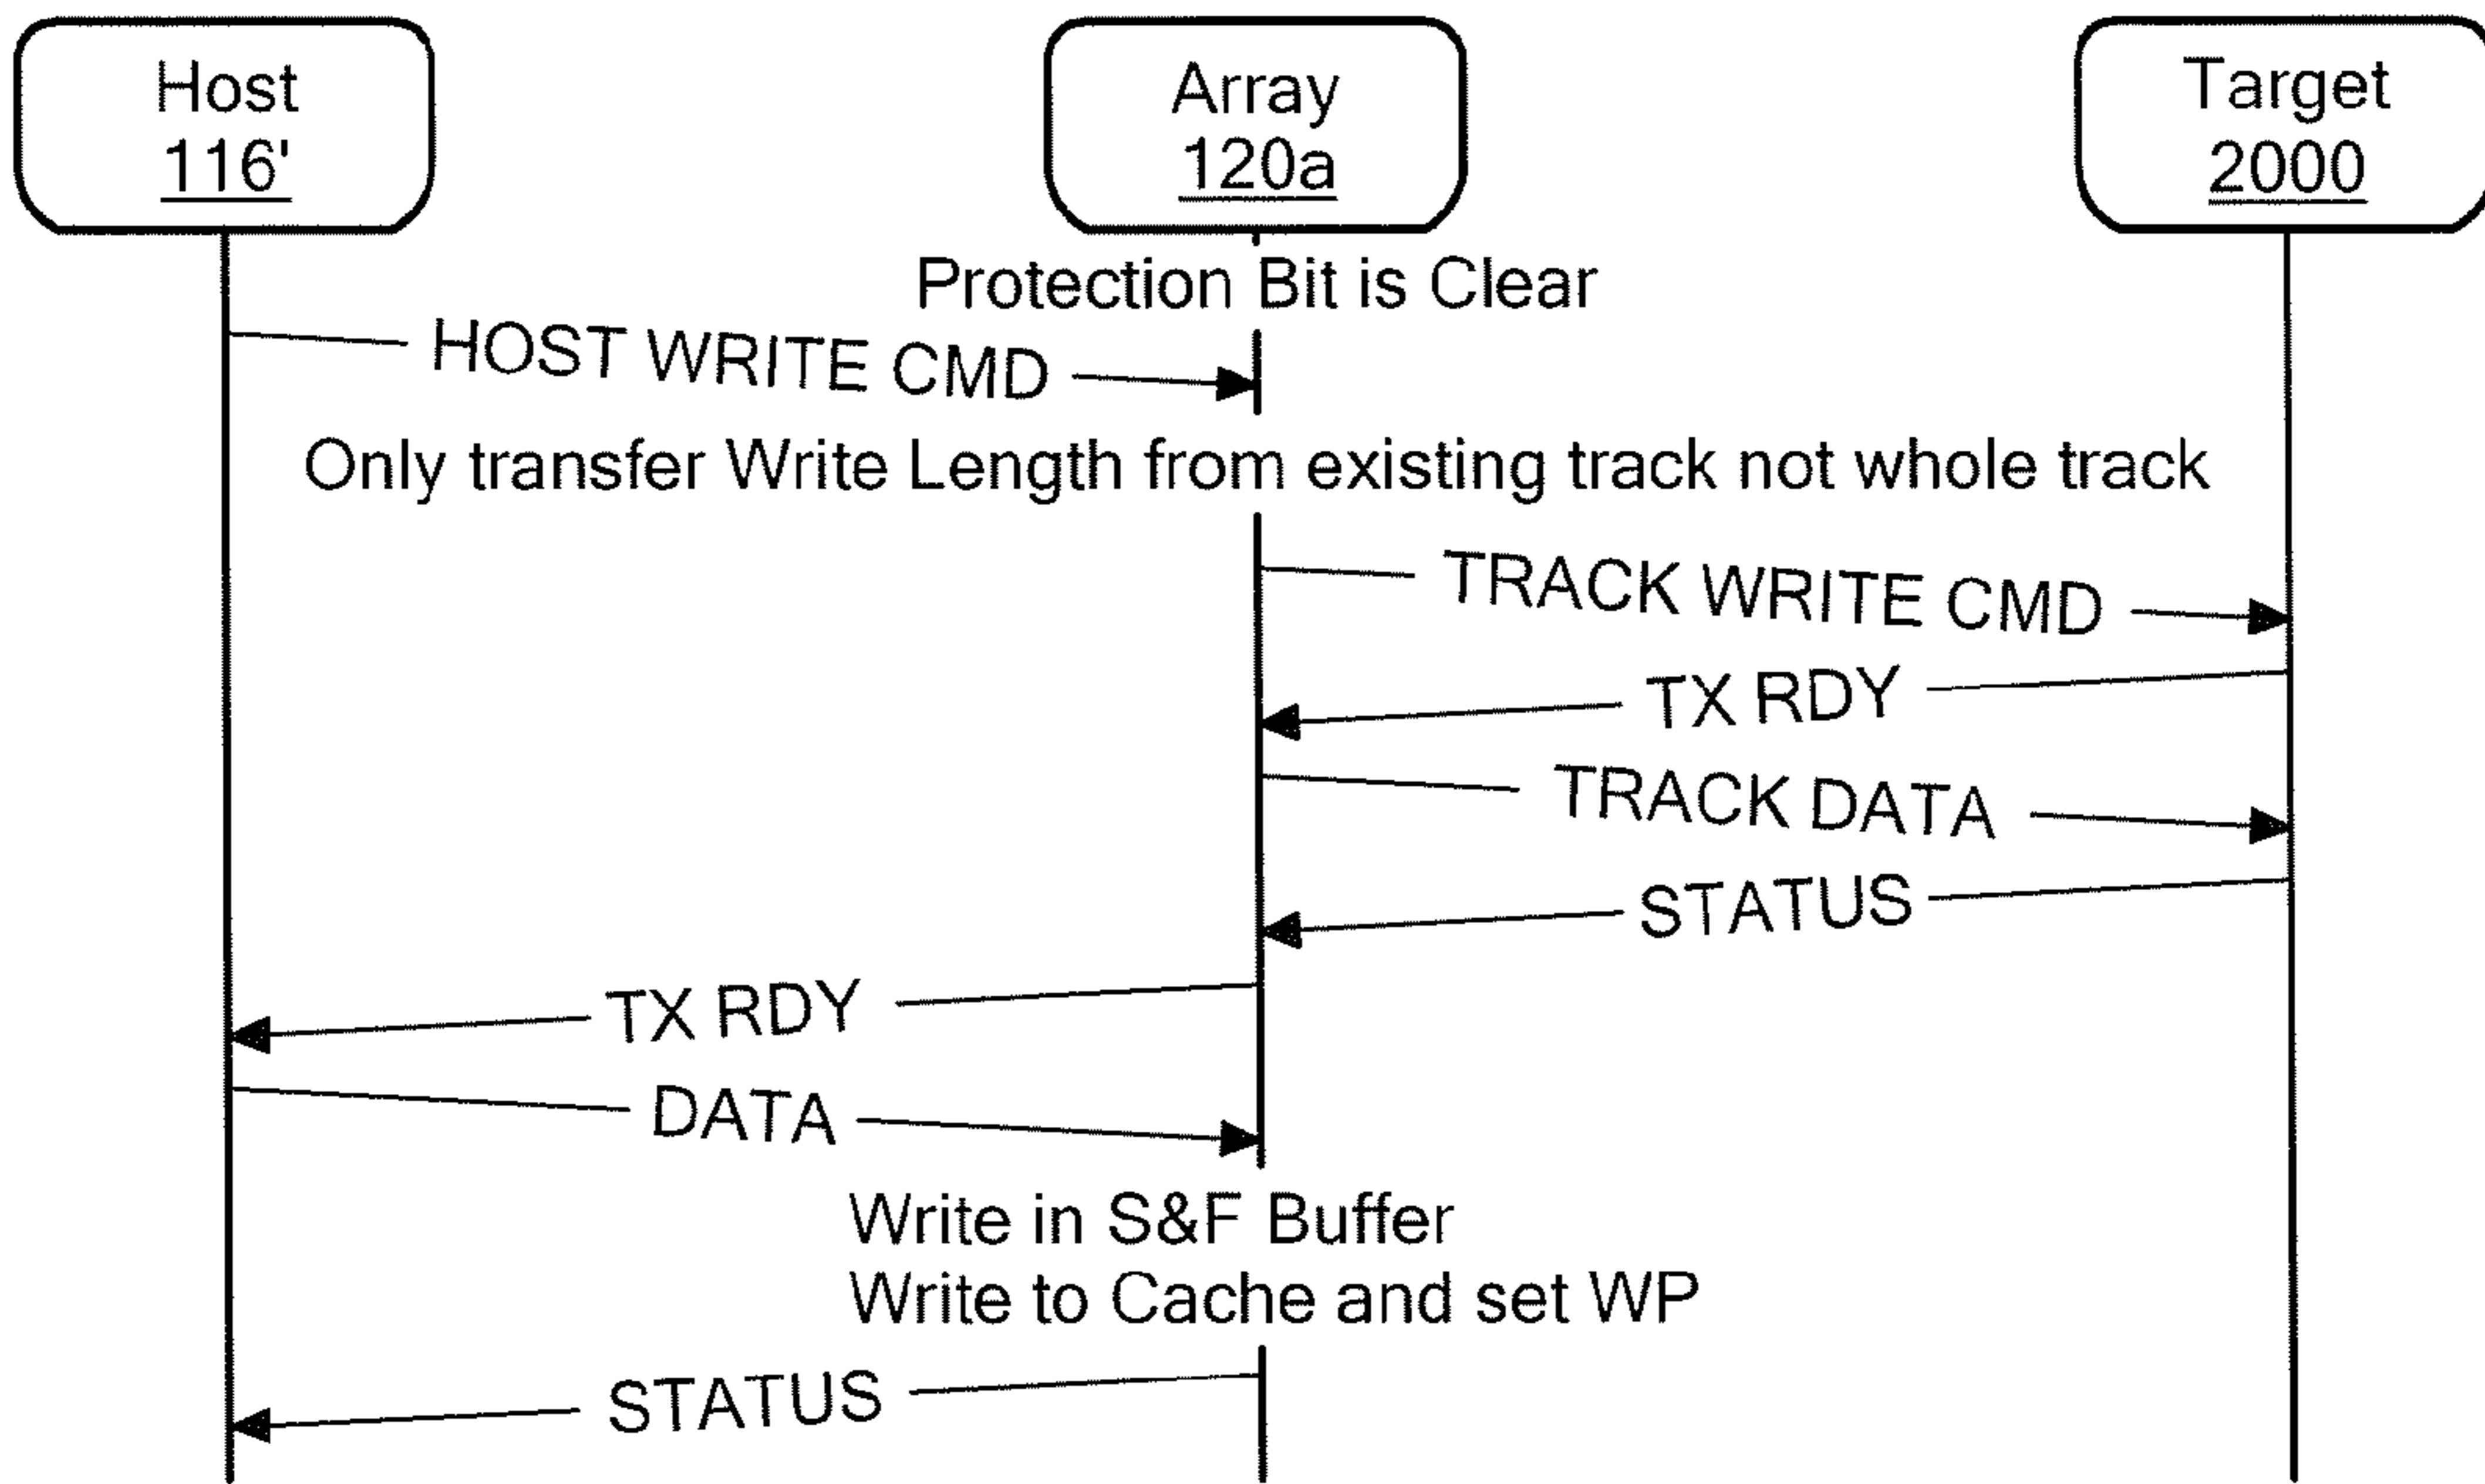 Host
116'
Array
120a
Target
2000
Protection Bit is Clear
HOST WRITE CMD
Only transfer Write Length from existing track not whole track
TRACK WRITE CMD
TX RDY
TRACK DATA
STATUS
TX RDY
DATA
Write in S&F Buffer
Write to Cache and set WP
STATUS